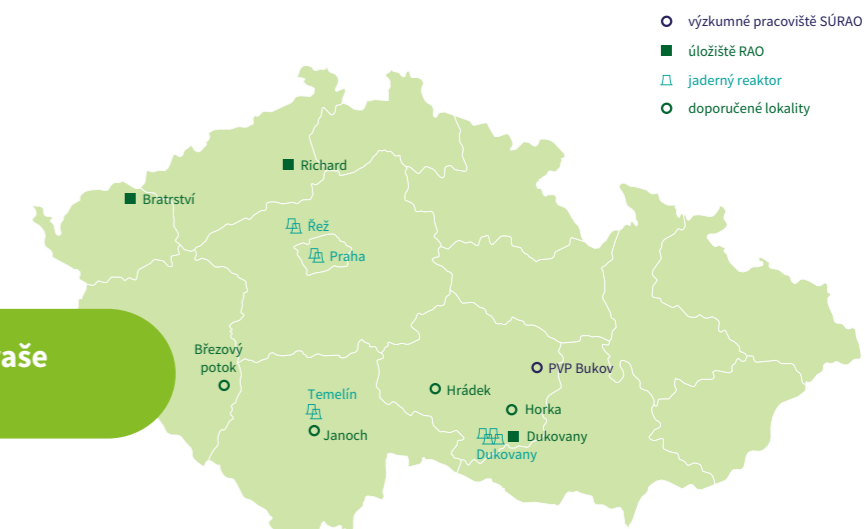 výzkumné pracoviště SÚRAO
úložiště RAO
jaderný reaktor
doporučené lokality
Richard
Bratrství
Řež
Praha
Březový
potok
Temelín
Janoch
Hrádek
PVP Bukov
Horka
Dukovany
Dukovany